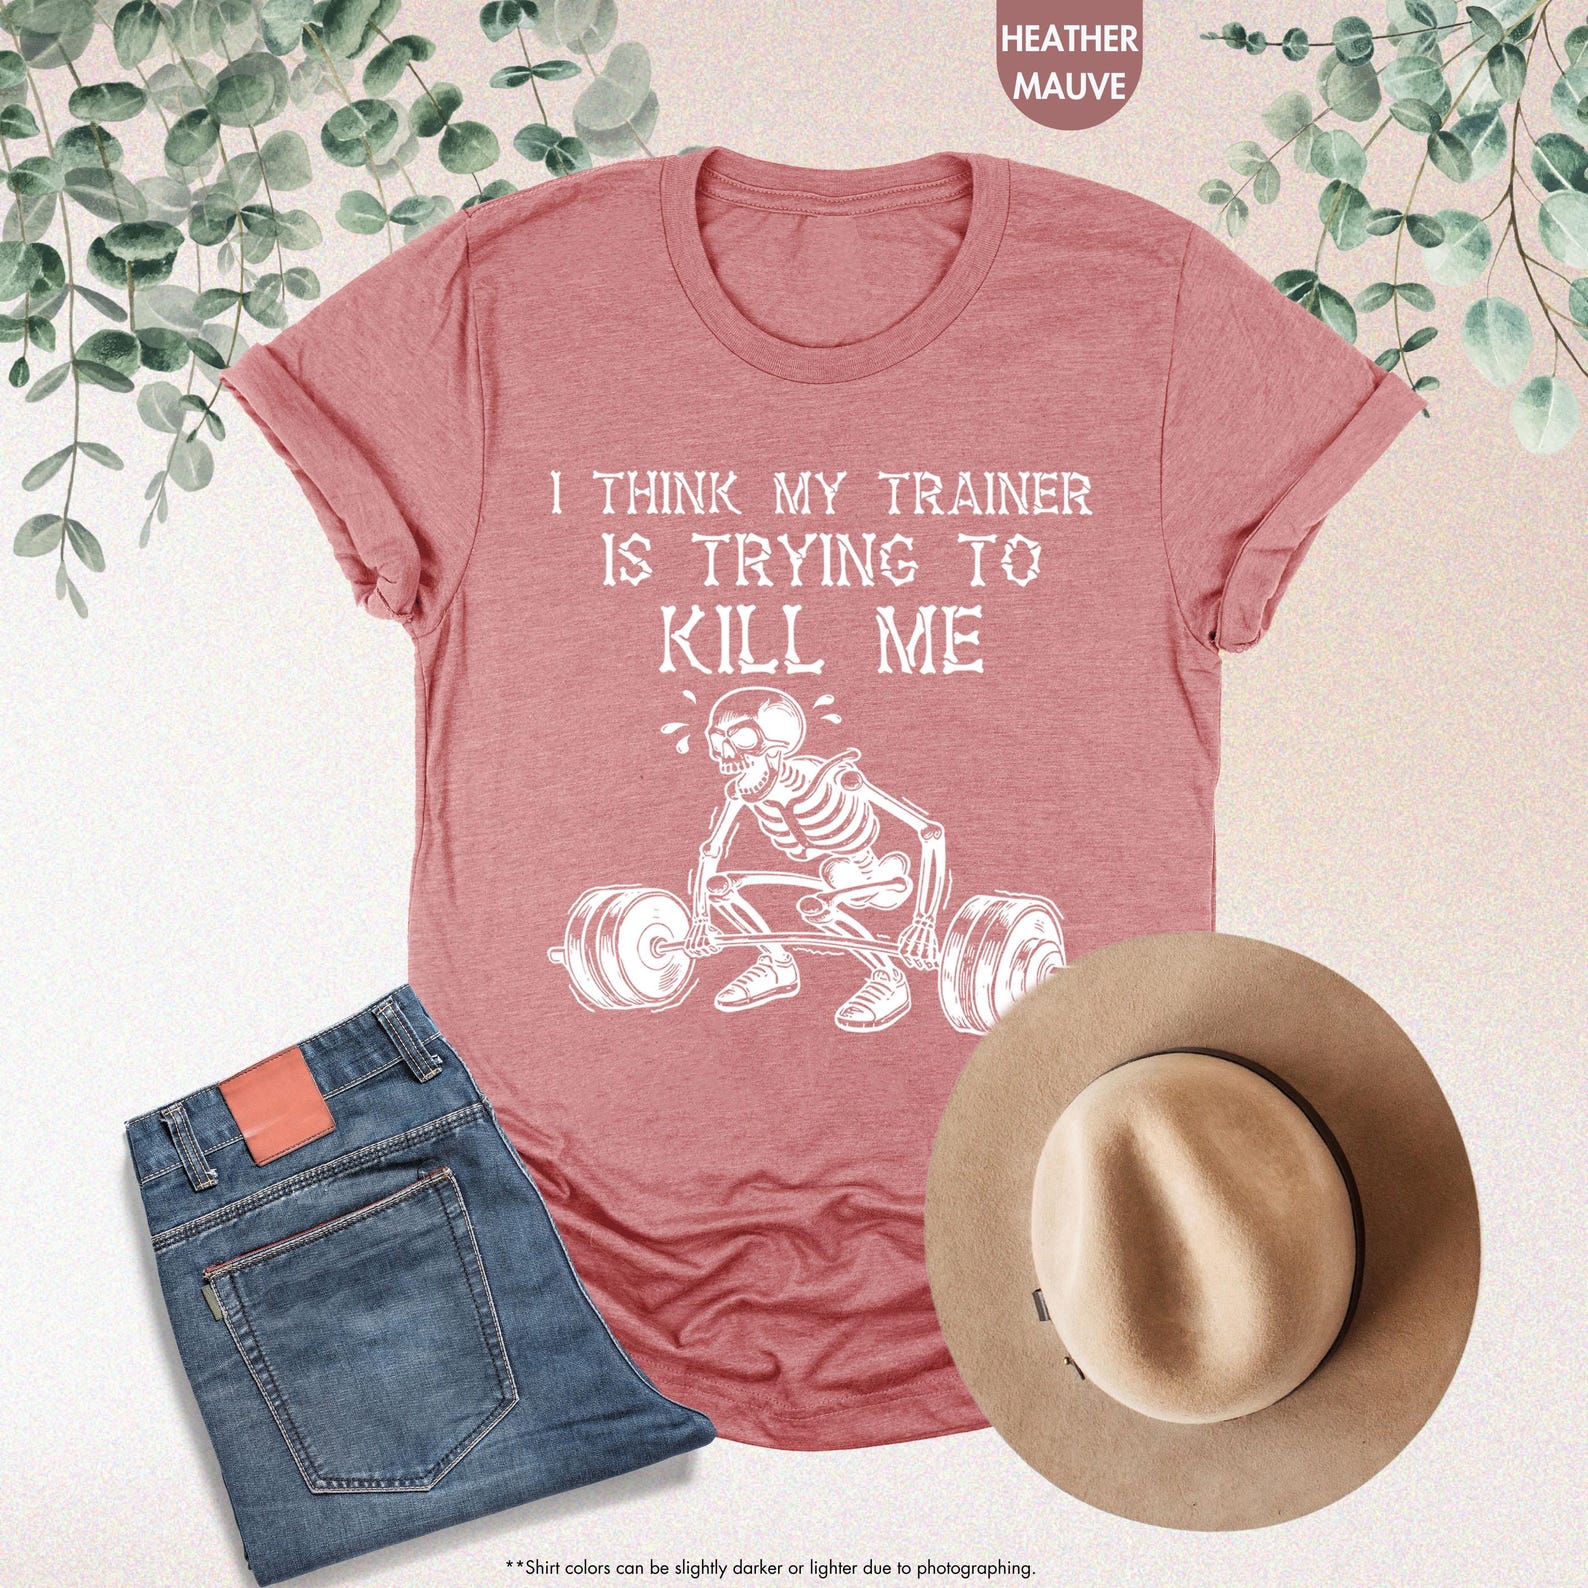 HEATHER
MAUVE
I THINK MY TRAINER
IS TRYING TO
KILL ME
**Shirt colors can be slightly darker or lighter due to photographing.